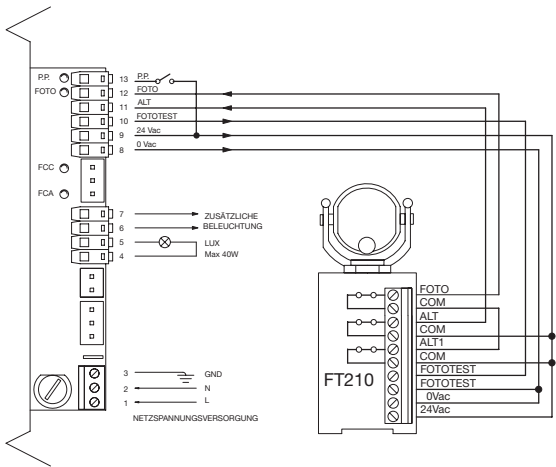 P.P. 13 P.P.
FOTO 12 FOTO
11 ALT
10 FOTOTEST
9 24 Vac
8 0 Vac
FCC
FCA
7 ZUSÄTZLICHE
6 BELEUCHTUNG
5 LUX
4 Max 40W
3 GND
2 N
1 L
NETZSPANNUNGSVERSORGUNG
FT210
FOTO
COM
ALT
COM
ALT1
COM
FOTOTEST
FOTOTEST
0Vac
24Vac